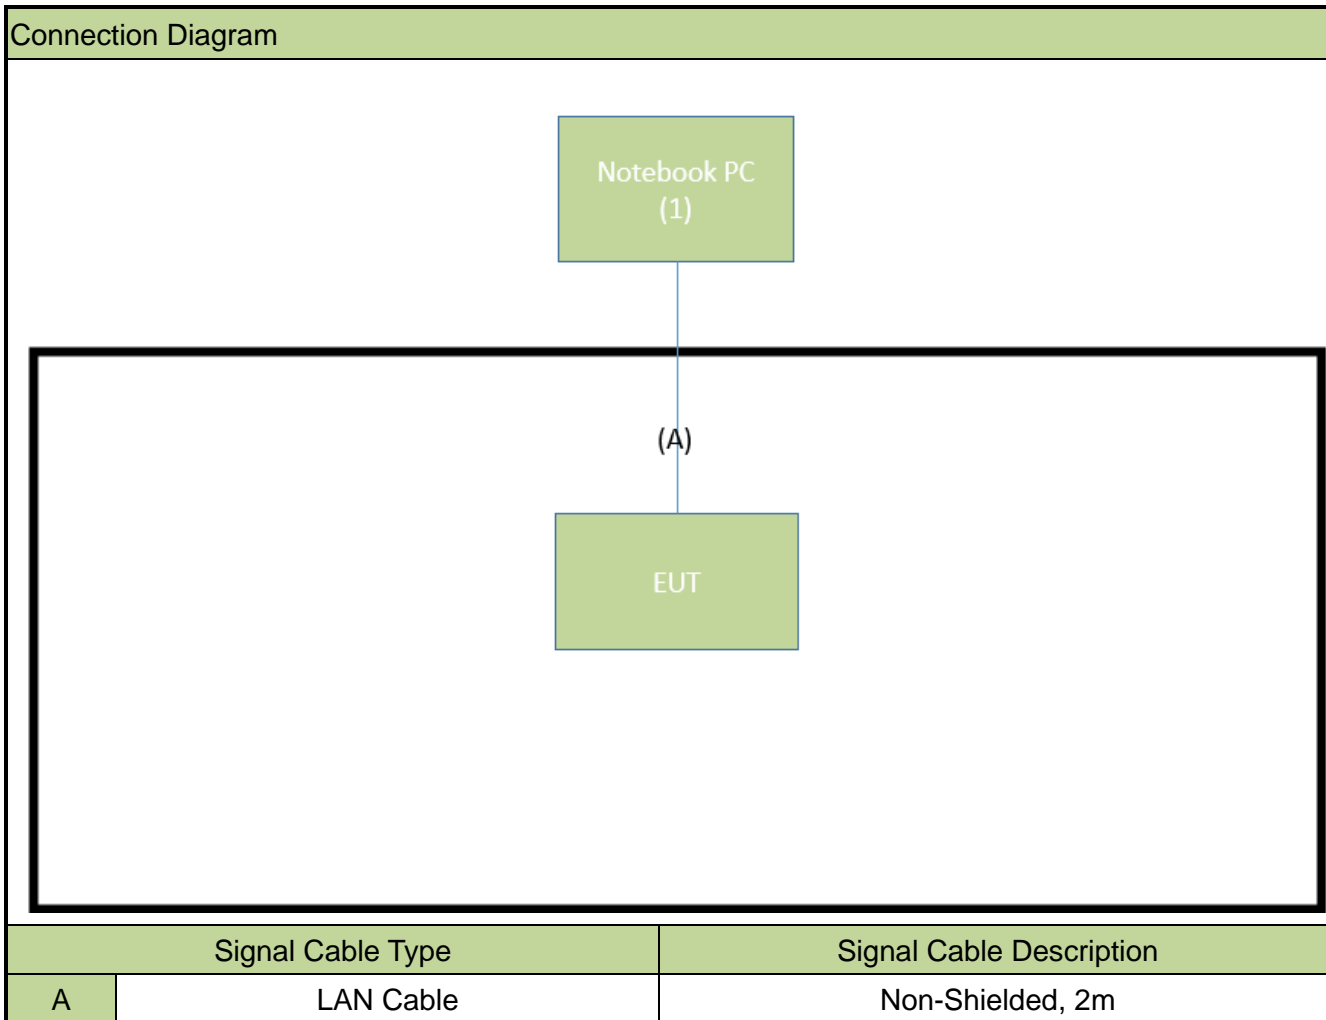 Connection Diagram
Notebook PC
(1)
(A)
EUT
Signal Cable Type Signal Cable Description
A LAN Cable Non-Shielded, 2m